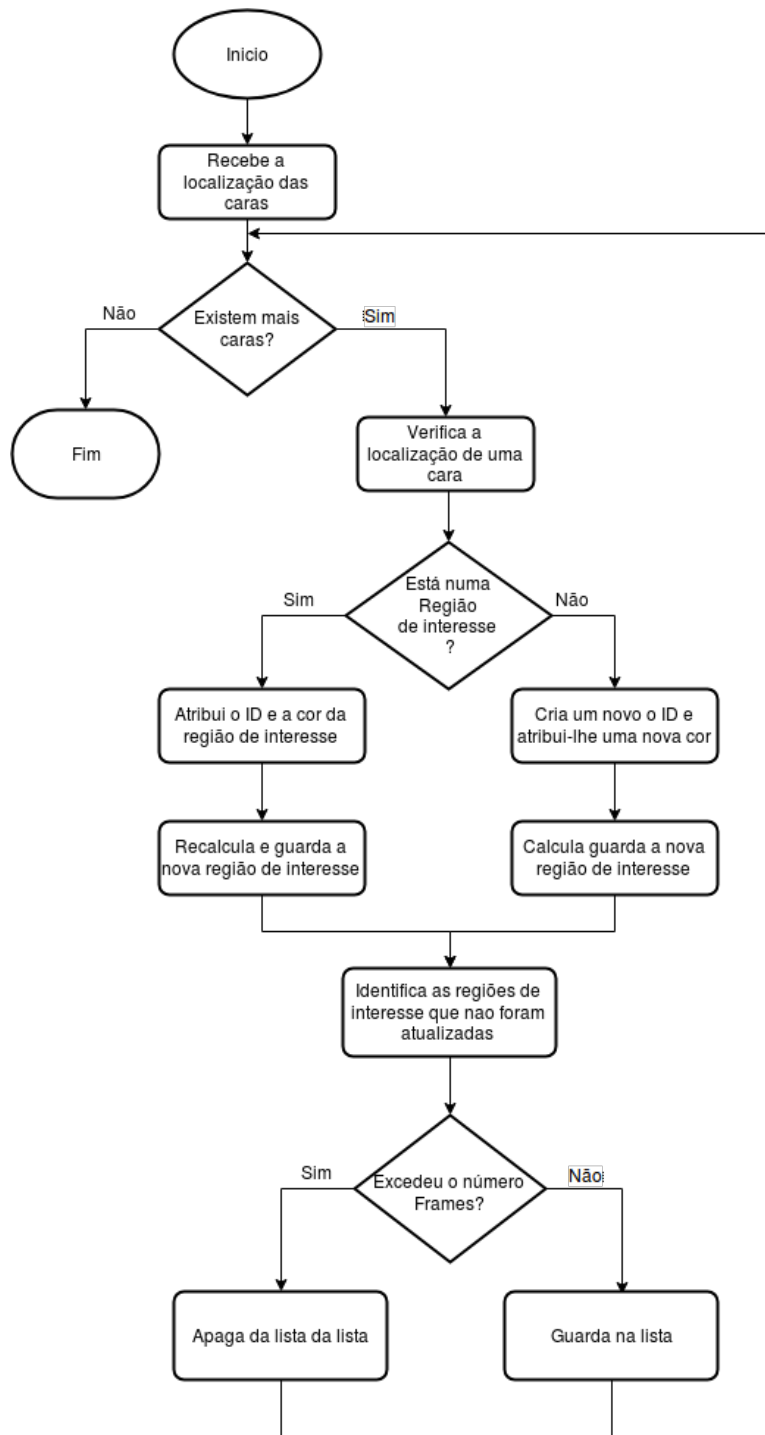 Inicio
Recebe a
localização das
caras
Não
Existem mais
caras?
Sim
Fim
Verifica a
localização de uma
cara
Sim
Está numa
Região
de interesse
?
Não
Atribui o ID e a cor da
região de interesse
Cria um novo o ID e
atribui-lhe uma nova cor
Recalcula e guarda a
nova região de interesse
Calcula guarda a nova
região de interesse
Identifica as regiões de
interesse que nao foram
atualizadas
Sim
Excedeu o número
Frames?
Não
Apaga da lista da lista
Guarda na lista